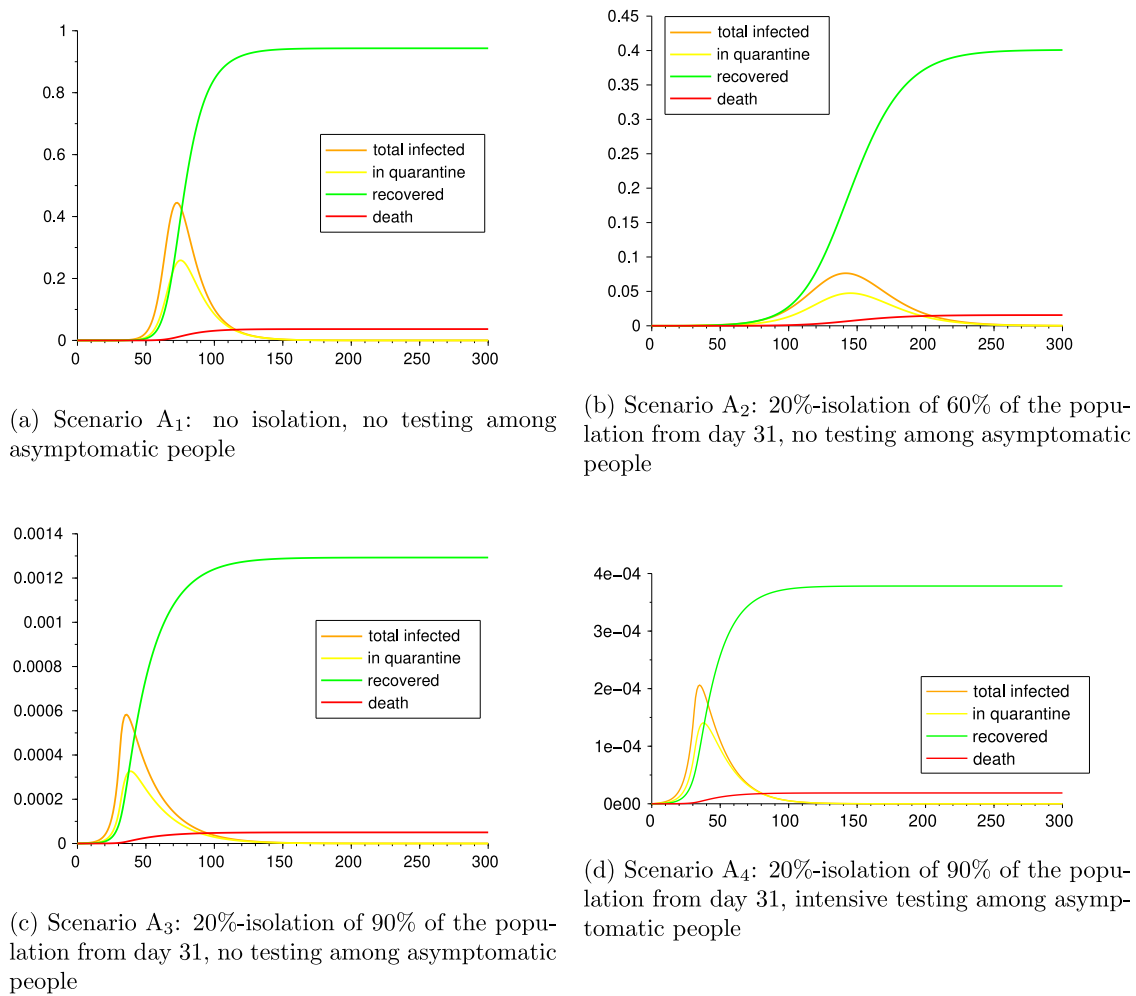 1
0.8
0.6
0.4
0.2
0
0 50 100 150 200 250 300
total infected
in quarantine
recovered
death
(a) Scenario A₁: no isolation, no testing among
asymptomatic people
0.45
0.4
0.35
0.3
0.25
0.2
0.15
0.1
0.05
0
0 50 100 150 200 250 300
total infected
in quarantine
recovered
death
(b) Scenario A₂: 20%-isolation of 60% of the popu-
lation from day 31, no testing among asymptomatic
people
0.0014
0.0012
0.001
0.0008
0.0006
0.0004
0.0002
0
0 50 100 150 200 250 300
total infected
in quarantine
recovered
death
(c) Scenario A₃: 20%-isolation of 90% of the popu-
lation from day 31, no testing among asymptomatic
people
4e−04
3e−04
2e−04
1e−04
0e00
0 50 100 150 200 250 300
total infected
in quarantine
recovered
death
(d) Scenario A₄: 20%-isolation of 90% of the popu-
lation from day 31, intensive testing among asymp-
tomatic people